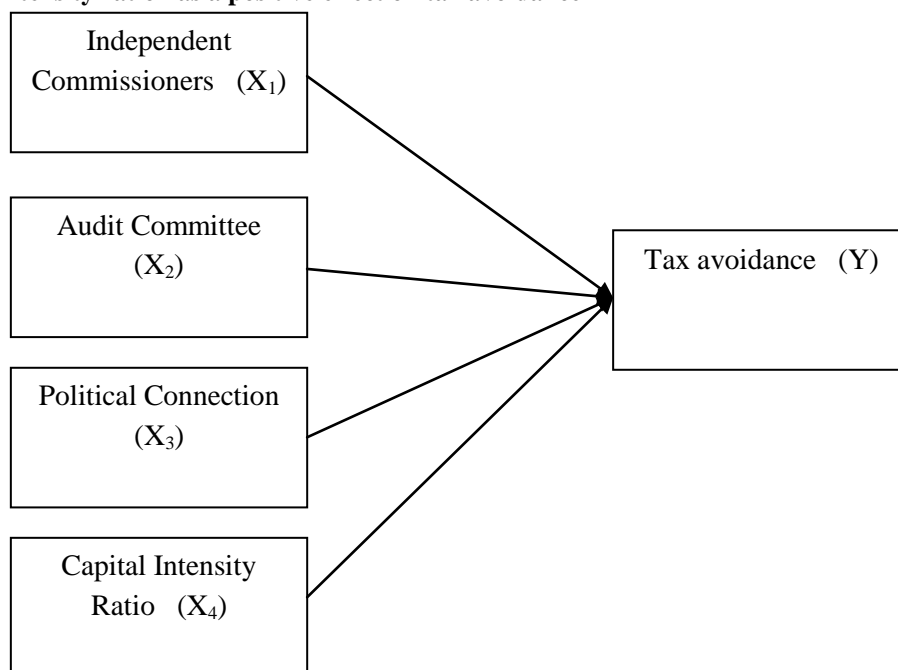 Independent
Commissioners (X₁)
Audit Committee
(X₂)
Tax avoidance (Y)
Political Connection
(X₃)
Capital Intensity
Ratio (X₄)